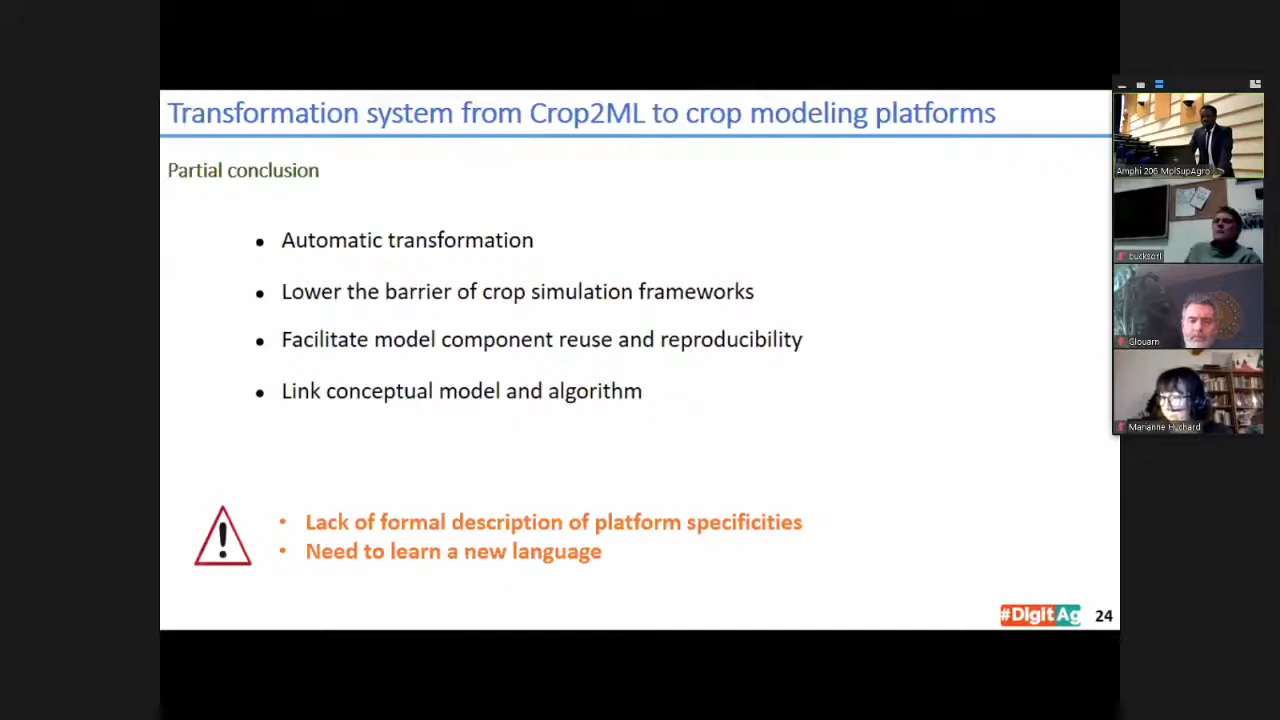 Transformation system from Crop2ML to crop modeling platforms
Partial conclusion
• Automatic transformation
• Lower the barrier of crop simulation frameworks
• Facilitate model component reuse and reproducibility
• Link conceptual model and algorithm
• Lack of formal description of platform specificities
• Need to learn a new language
#DigitAg
24
Amphi 206 MplSupAgro
bucksarl
Glouarn
Marianne Huchard